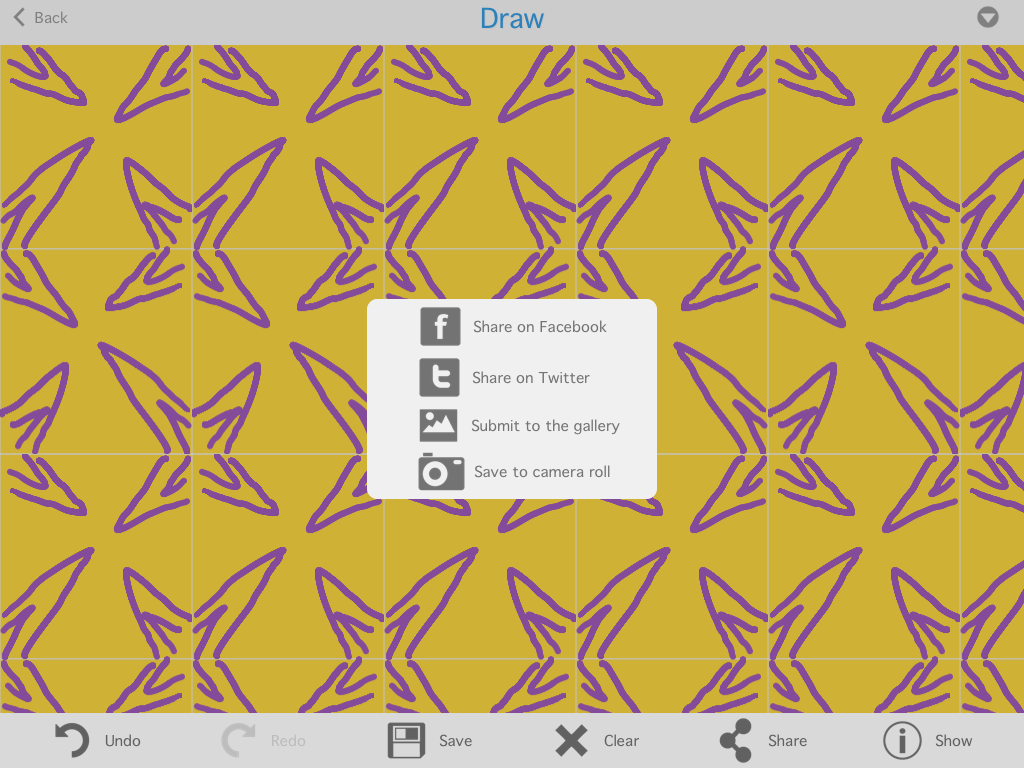 Back
Draw
Share on Facebook
Share on Twitter
Submit to the gallery
Save to camera roll
Undo
Redo
Save
Clear
Share
Show